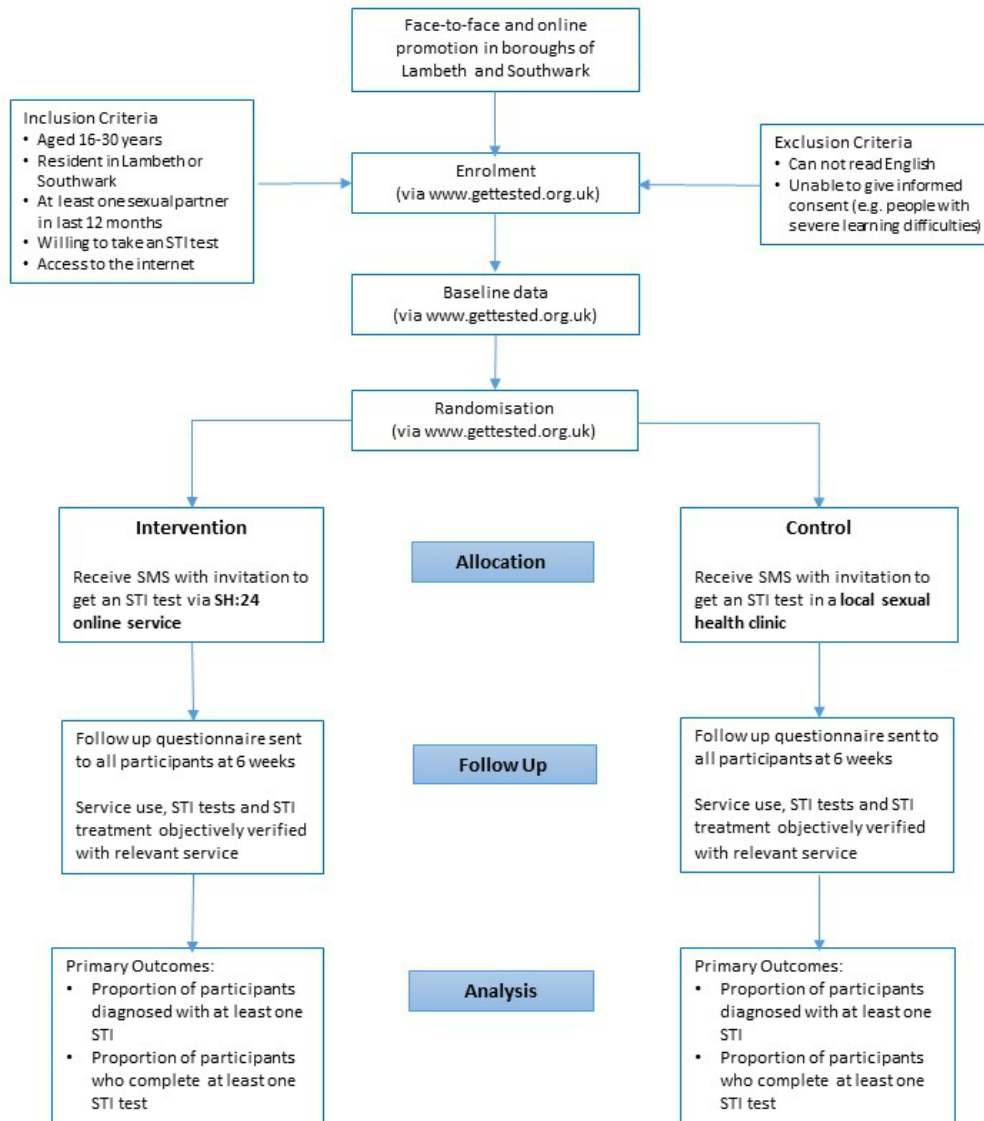 Face-to-face and online
promotion in boroughs of
Lambeth and Southwark
Inclusion Criteria
• Aged 16-30 years
• Resident in Lambeth or
Southwark
• At least one sexual partner
in last 12 months
• Willing to take an STI test
• Access to the internet
Enrolment
(via www.gettested.org.uk)
Exclusion Criteria
• Can not read English
• Unable to give informed
consent (e.g. people with
severe learning difficulties)
Baseline data
(via www.gettested.org.uk)
Randomisation
(via www.gettested.org.uk)
Intervention
Receive SMS with invitation to
get an STI test via SH:24
online service
Allocation
Control
Receive SMS with invitation to
get an STI test in a local sexual
health clinic
Follow up questionnaire sent
to all participants at 6 weeks
Service use, STI tests and STI
treatment objectively verified
with relevant service
Follow Up
Follow up questionnaire sent to
all participants at 6 weeks
Service use, STI tests and STI
treatment objectively verified
with relevant service
Primary Outcomes:
• Proportion of participants
diagnosed with at least one
STI
• Proportion of participants
who complete at least one
STI test
Analysis
Primary Outcomes:
• Proportion of participants
diagnosed with at least one
STI
• Proportion of participants
who complete at least one
STI test